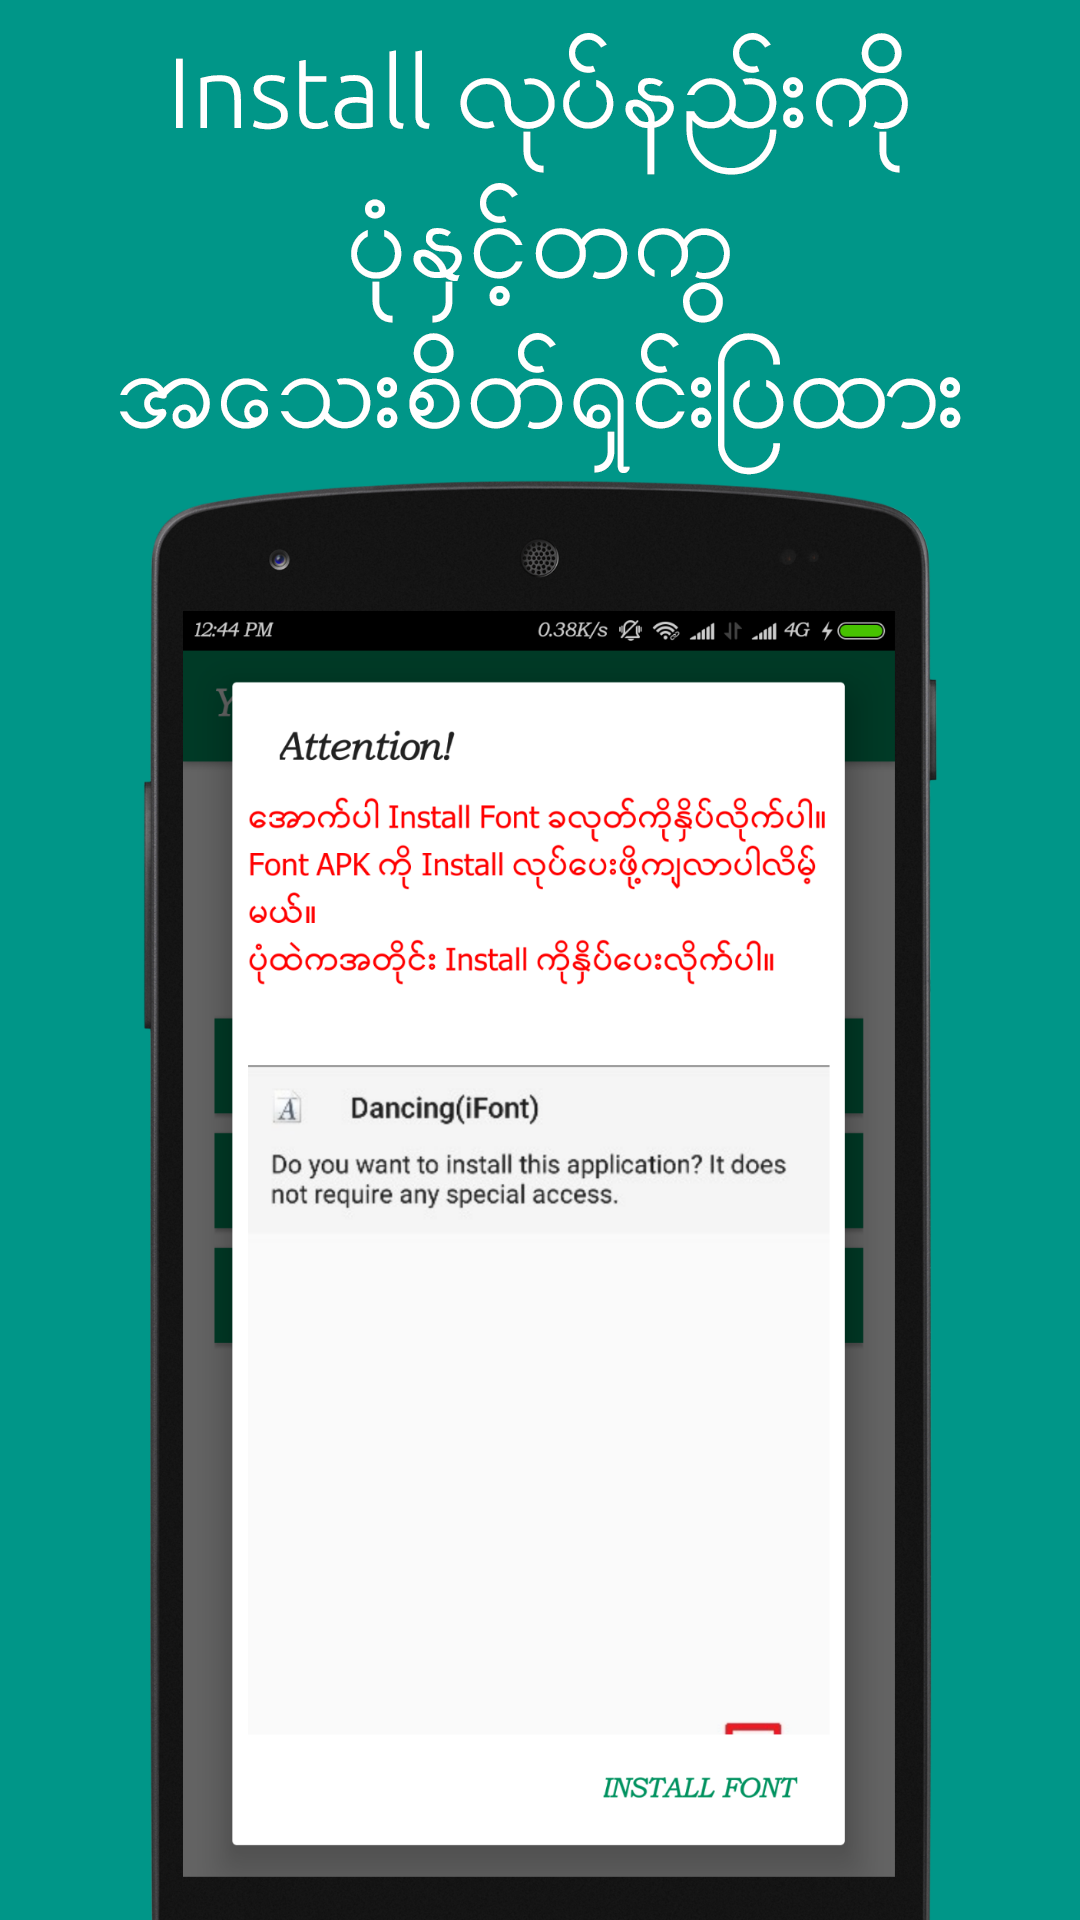 Install လုပ်နည်းကို
ပုံနှင့်တကွ
အသေးစိတ်ရှင်းပြထား
12:44 PM 0.38K/s 4G
Y
Attention!
အောက်ပါ Install Font ခလုတ်ကိုနှိပ်လိုက်ပါ။
Font APK ကို Install လုပ်ပေးဖို့ကျလာပါလိမ့်
မယ်။
ပုံထဲကအတိုင်း Install ကိုနှိပ်ပေးလိုက်ပါ။
A Dancing(iFont)
Do you want to install this application? It does
not require any special access.
INSTALL FONT